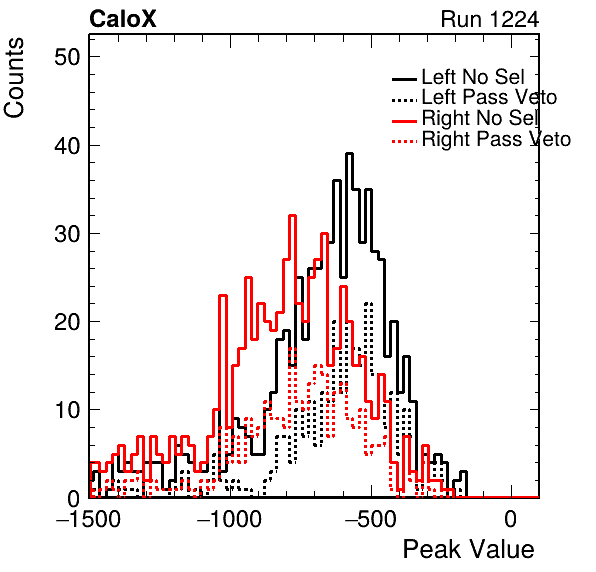 CaloX Run 1224
Counts
50
40
30
20
10
0
Left No Sel
Left Pass Veto
Right No Sel
Right Pass Veto
−1500 −1000 −500 0
Peak Value